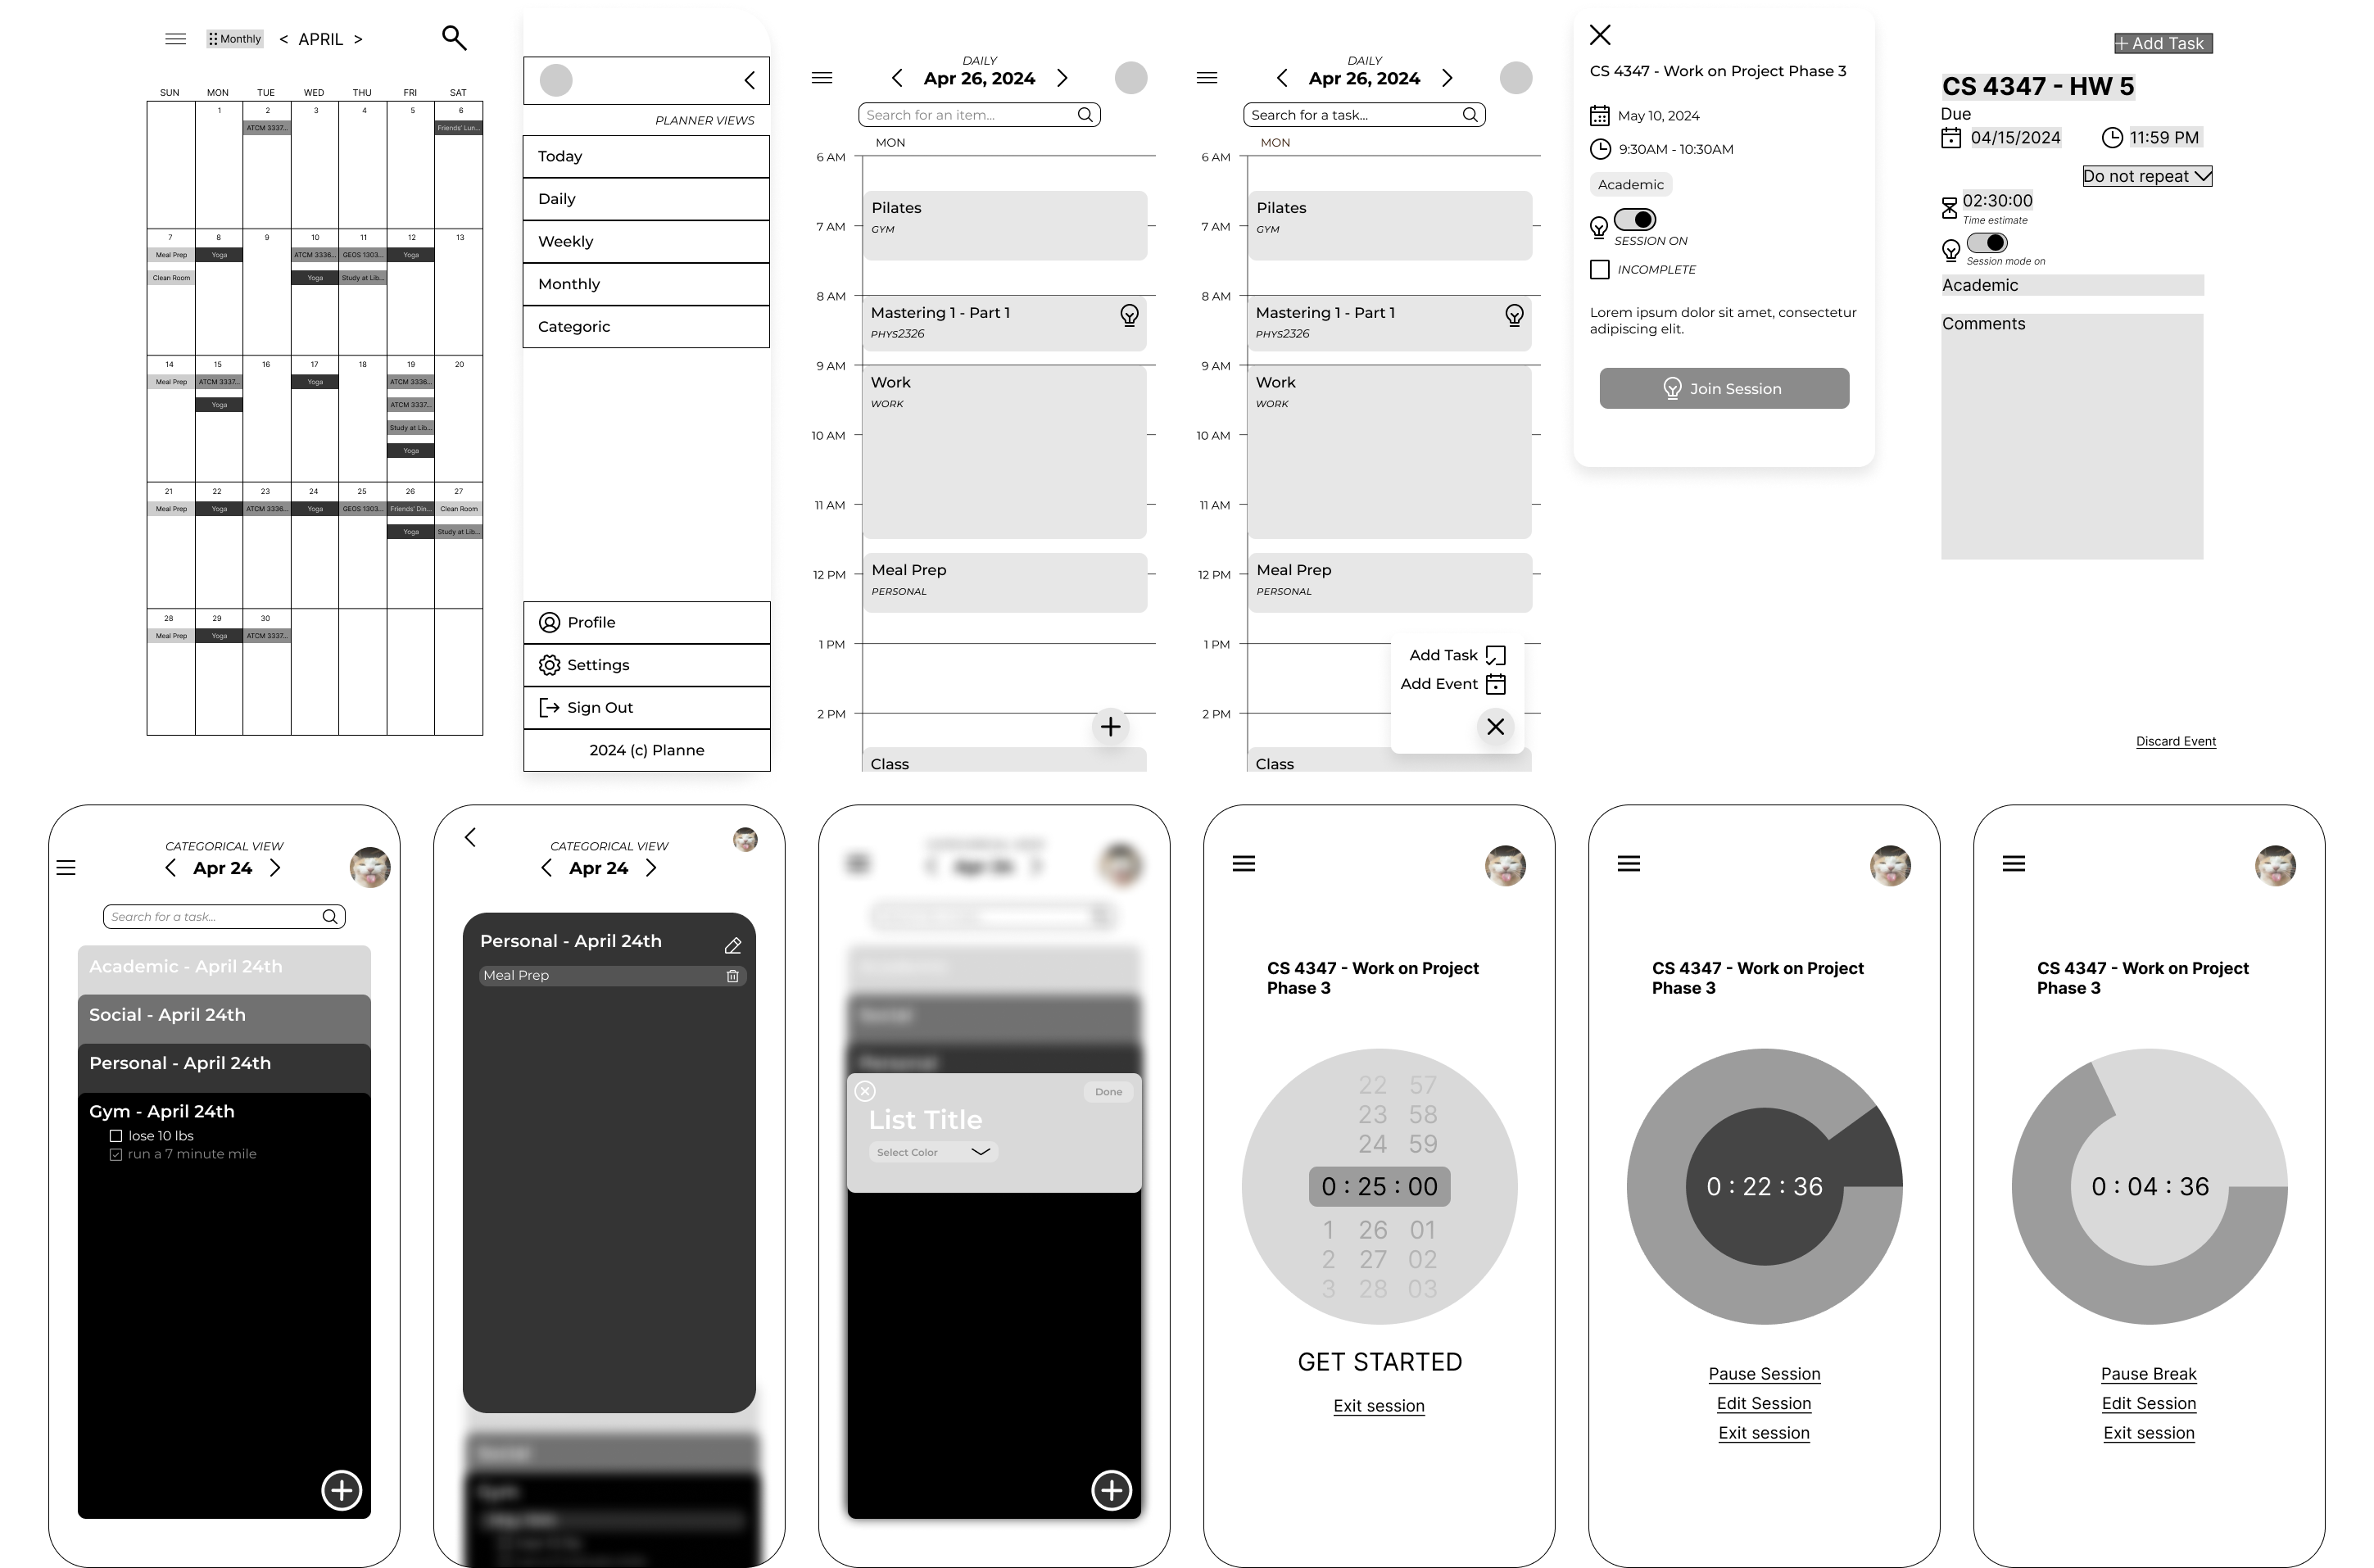 Monthly < APRIL >
SUN MON TUE WED THU FRI SAT
1 2 3 4 5 6
ATCM 3337... Friends' Lun...
7 8 9 10 11 12 13
Meal Prep Yoga ATCM 3336... GEOS 1303... Yoga
Clean Room Yoga Study at Lib...
14 15 16 17 18 19 20
Meal Prep ATCM 3337... Yoga ATCM 3336...
Yoga ATCM 3337...
Study at Lib...
Yoga
21 22 23 24 25 26 27
Meal Prep Yoga ATCM 3336... Yoga GEOS 1303... Friends' Din... Clean Room
Yoga Study at Lib...
28 29 30
Meal Prep Yoga ATCM 3337...
PLANNER VIEWS
Today
Daily
Weekly
Monthly
Categoric
Profile
Settings
Sign Out
2024 (c) Planne
DAILY
< Apr 26, 2024 >
Search for an item...
MON
6 AM
Pilates
7 AM GYM
8 AM
Mastering 1 - Part 1
PHYS2326
9 AM
Work
WORK
10 AM
11 AM
Meal Prep
12 PM
PERSONAL
1 PM
2 PM
Class
DAILY
< Apr 26, 2024 >
Search for a task...
MON
6 AM
Pilates
7 AM GYM
8 AM
Mastering 1 - Part 1
PHYS2326
9 AM
Work
WORK
10 AM
11 AM
Meal Prep
12 PM
PERSONAL
1 PM
Add Task
Add Event
2 PM
Class
CS 4347 - Work on Project Phase 3
May 10, 2024
9:30AM - 10:30AM
Academic
SESSION ON
INCOMPLETE
Lorem ipsum dolor sit amet, consectetur
adipiscing elit.
Join Session
+ Add Task
CS 4347 - HW 5
Due
04/15/2024 11:59 PM
Do not repeat
02:30:00
Time estimate
Session mode on
Academic
Comments
Discard Event
CATEGORICAL VIEW
< Apr 24 >
Search for a task...
Academic - April 24th
Social - April 24th
Personal - April 24th
Gym - April 24th
lose 10 lbs
run a 7 minute mile
CATEGORICAL VIEW
< Apr 24 >
Personal - April 24th
Meal Prep
Social
Gym
CATEGORICAL VIEW
< Apr 24 >
Social
Personal
Done
List Title
Select Color
CS 4347 - Work on Project
Phase 3
22 57
23 58
24 59
0 : 25 : 00
1 26 01
2 27 02
3 28 03
GET STARTED
Exit session
CS 4347 - Work on Project
Phase 3
0 : 22 : 36
Pause Session
Edit Session
Exit session
CS 4347 - Work on Project
Phase 3
0 : 04 : 36
Pause Break
Edit Session
Exit session